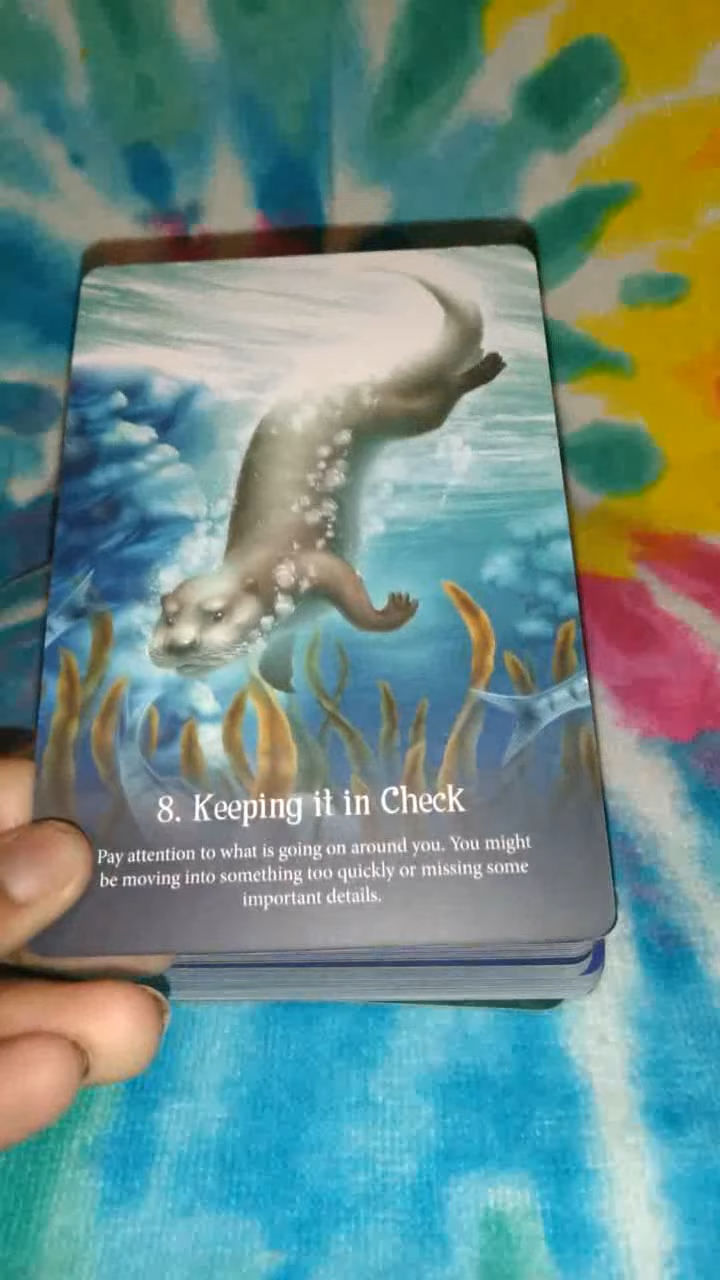 8. Keeping it in Check
Pay attention to what is going on around you. You might
be moving into something too quickly or missing some
important details.